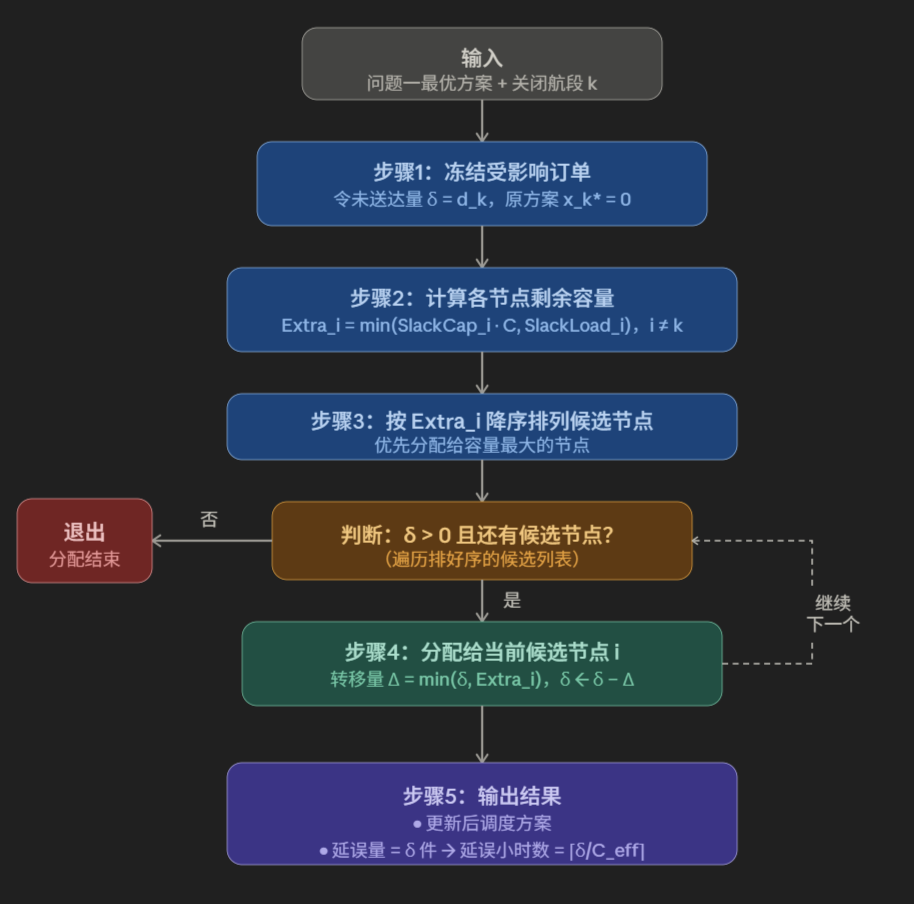 输入
问题一最优方案 + 关闭航段 k
步骤1：冻结受影响订单
令未送达量 δ = d_k，原方案 x_k* = 0
步骤2：计算各节点剩余容量
Extra_i = min(SlackCap_i · C, SlackLoad_i)，i ≠ k
步骤3：按 Extra_i 降序排列候选节点
优先分配给容量最大的节点
退出
分配结束
否
判断：δ > 0 且还有候选节点？
（遍历排好序的候选列表）
是
继续
下一个
步骤4：分配给当前候选节点 i
转移量 Δ = min(δ, Extra_i)，δ ← δ − Δ
步骤5：输出结果
• 更新后调度方案
• 延误量 = δ 件 → 延误小时数 = ⌈δ/C_eff⌉